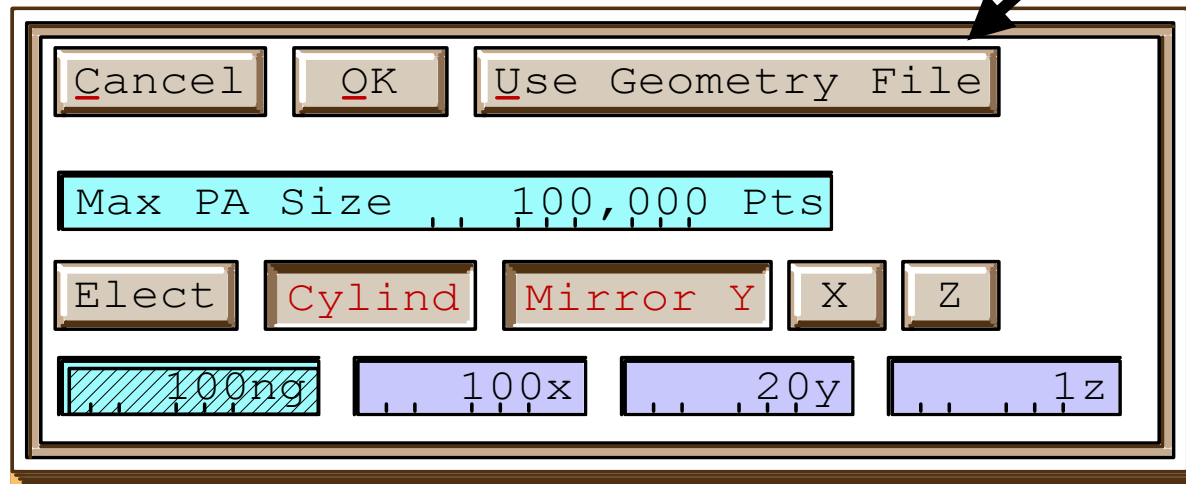 Cancel OK Use Geometry File
Max PA Size 100,000 Pts
Elect Cylind Mirror Y X Z
100ng 100x 20y 1z